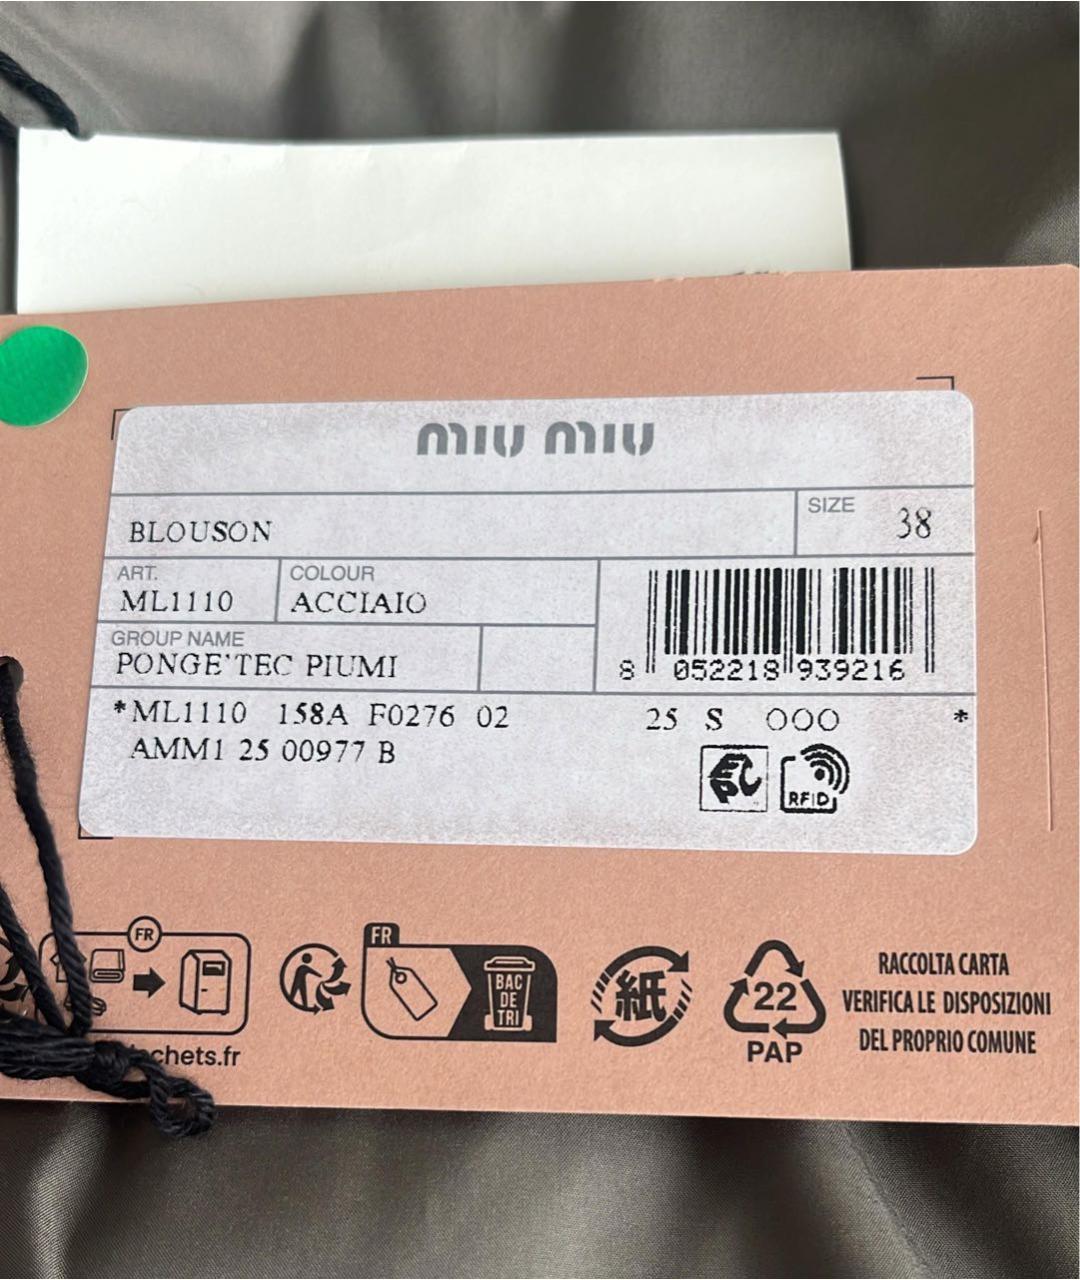 miu miu
BLOUSON
SIZE 38
ART.
ML1110
COLOUR
ACCIAIO
GROUP NAME
PONGE'TEC PIUMI
8 052218 939216
*ML1110 158A F0276 02 25 S OOO *
AMM1 25 00977 B
EPC
RFID
FR
FR
BAC
DE
TRI
紙
22
PAP
RACCOLTA CARTA
VERIFICA LE DISPOSIZIONI
DEL PROPRIO COMUNE